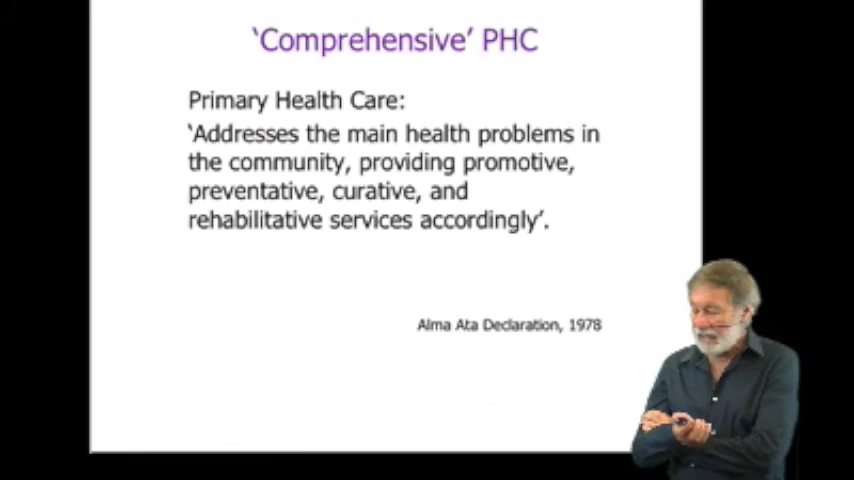 ‘Comprehensive’ PHC
Primary Health Care:
‘Addresses the main health problems in
the community, providing promotive,
preventative, curative, and
rehabilitative services accordingly’.
Alma Ata Declaration, 1978